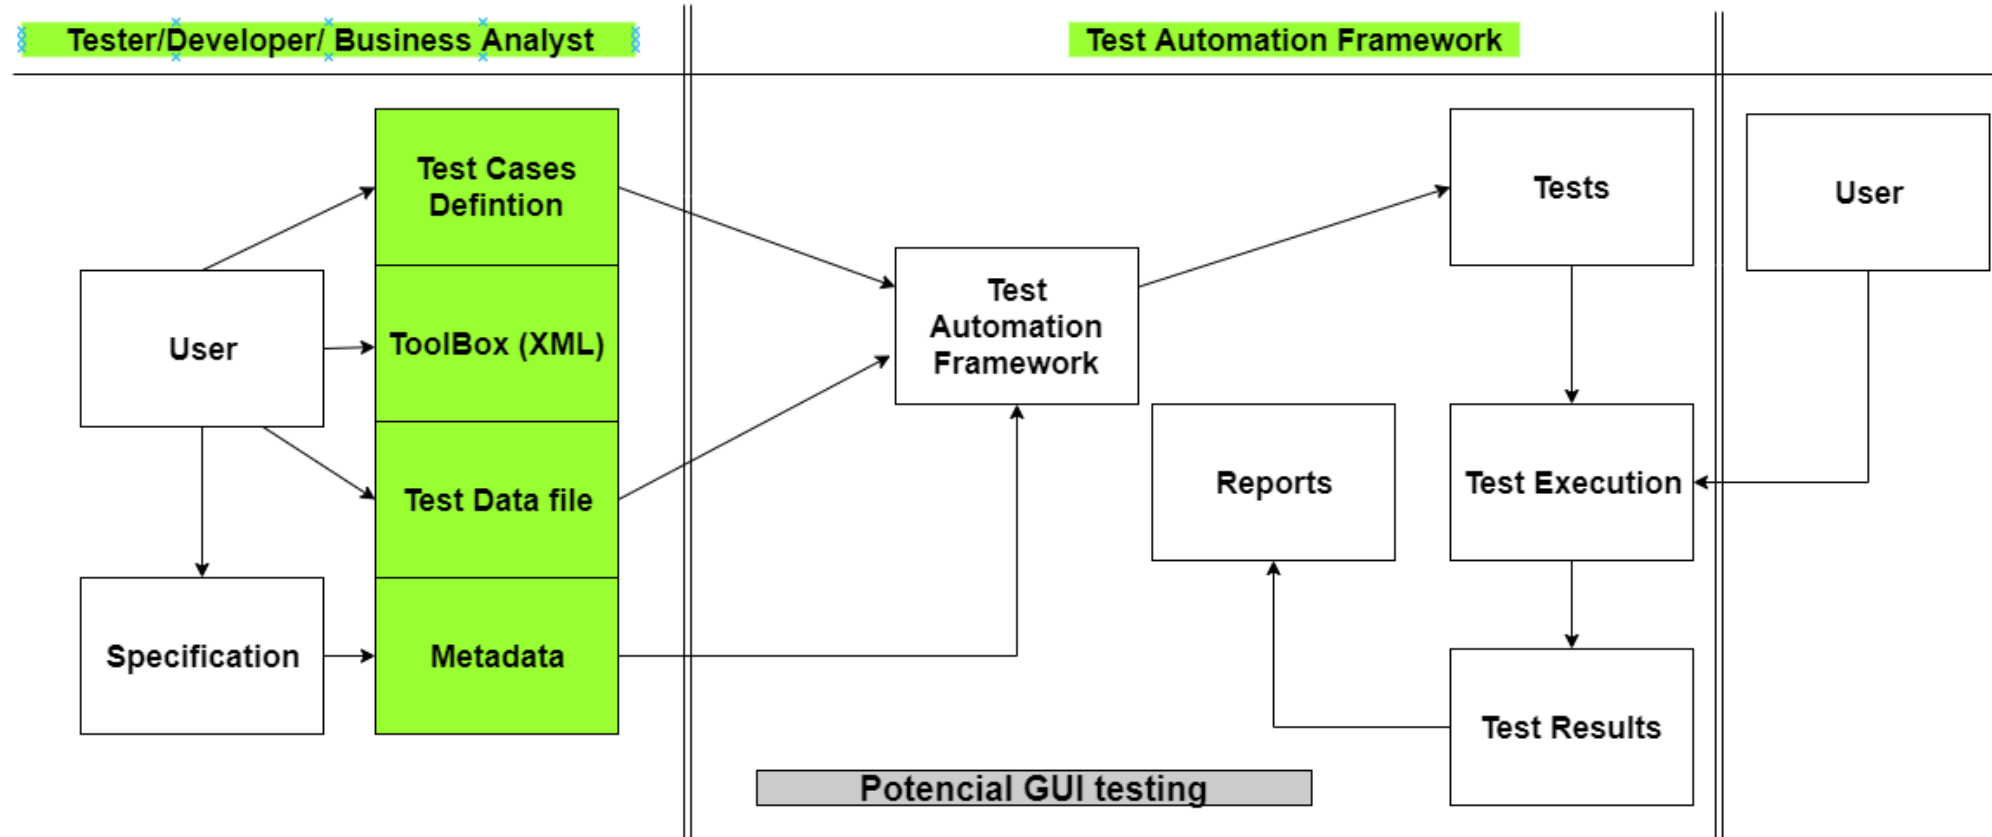 Tester/Developer/ Business Analyst
Test Automation Framework
Test Cases
Defintion
ToolBox (XML)
Test Data file
Metadata
User
Specification
Test
Automation
Framework
Tests
Reports
Test Execution
Test Results
User
Potencial GUI testing